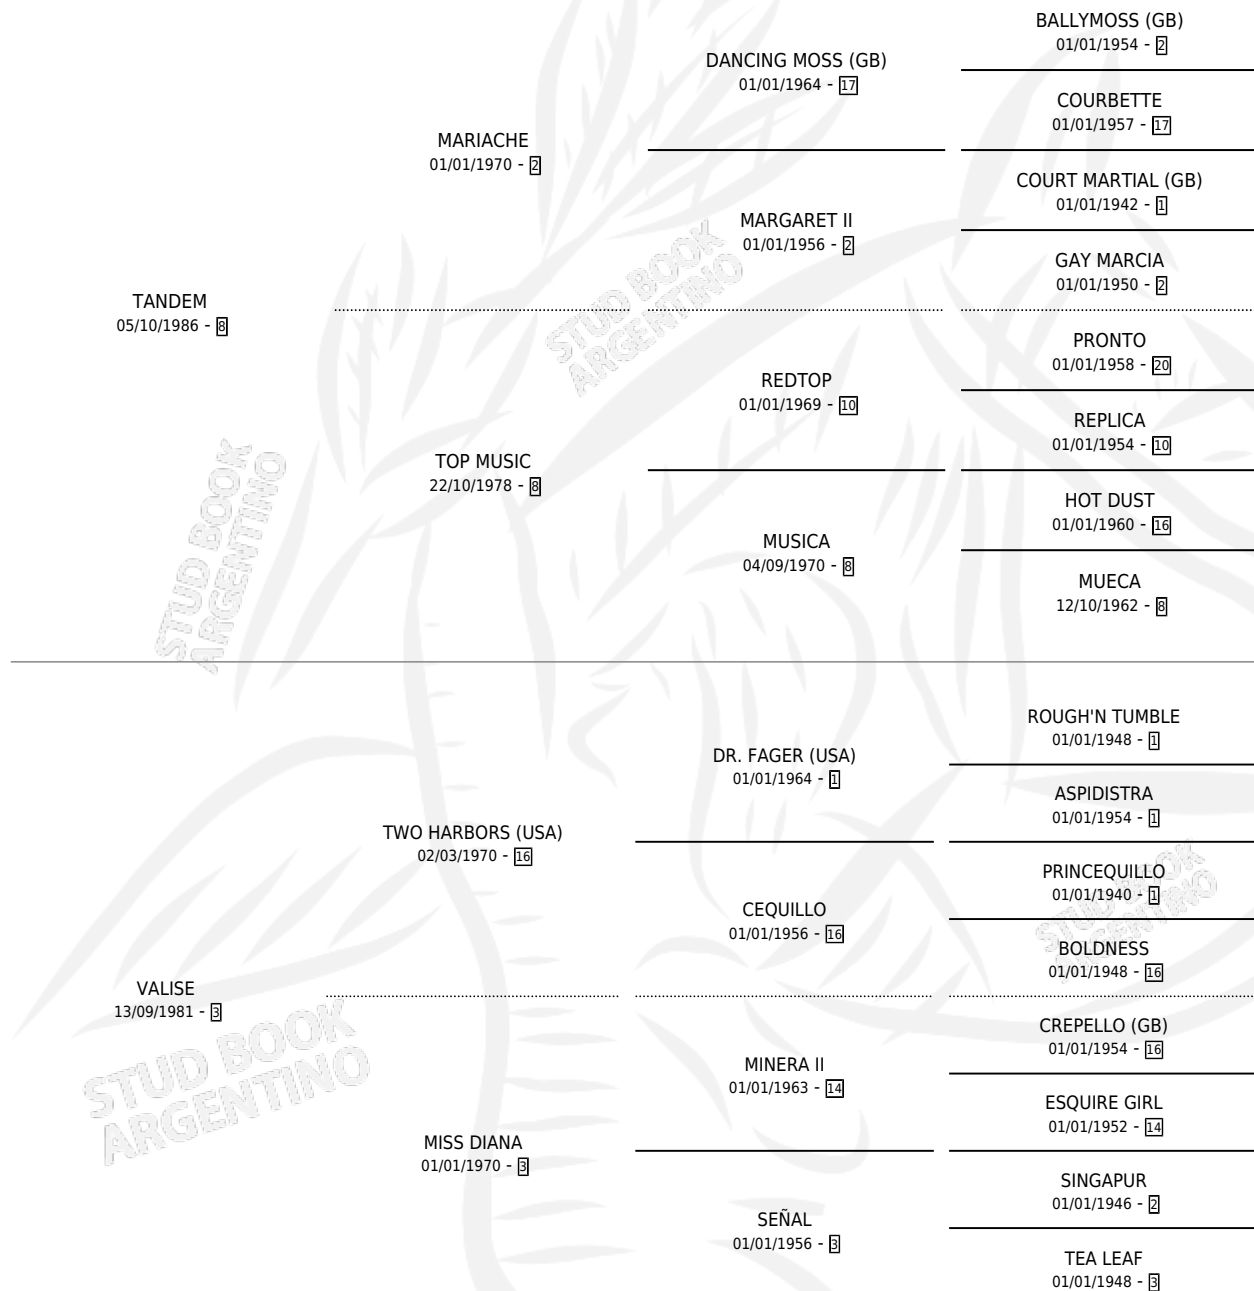 BALLYMOSS (GB)
01/01/1954 - 2
DANCING MOSS (GB)
01/01/1964 - 17
COURBETTE
01/01/1957 - 17
MARIACHE
01/01/1970 - 2
COURT MARTIAL (GB)
01/01/1942 - 1
MARGARET II
01/01/1956 - 2
GAY MARCIA
01/01/1950 - 2
TANDEM
05/10/1986 - 8
PRONTO
01/01/1958 - 20
REDTOP
01/01/1969 - 10
REPLICA
01/01/1954 - 10
TOP MUSIC
22/10/1978 - 8
HOT DUST
01/01/1960 - 16
MUSICA
04/09/1970 - 8
MUECA
12/10/1962 - 8
ROUGH'N TUMBLE
01/01/1948 - 1
DR. FAGER (USA)
01/01/1964 - 1
ASPIDISTRA
01/01/1954 - 1
TWO HARBORS (USA)
02/03/1970 - 16
PRINCEQUILLO
01/01/1940 - 1
CEQUILLO
01/01/1956 - 16
BOLDNESS
01/01/1948 - 16
VALISE
13/09/1981 - 3
CREPELLO (GB)
01/01/1954 - 16
MINERA II
01/01/1963 - 14
ESQUIRE GIRL
01/01/1952 - 14
MISS DIANA
01/01/1970 - 3
SINGAPUR
01/01/1946 - 2
SEÑAL
01/01/1956 - 3
TEA LEAF
01/01/1948 - 3
STUD BOOK
ARGENTINO
STUD BOOK
ARGENTINO
STUD BOOK
ARGENTINO
STUD BOOK
ARGENTINO